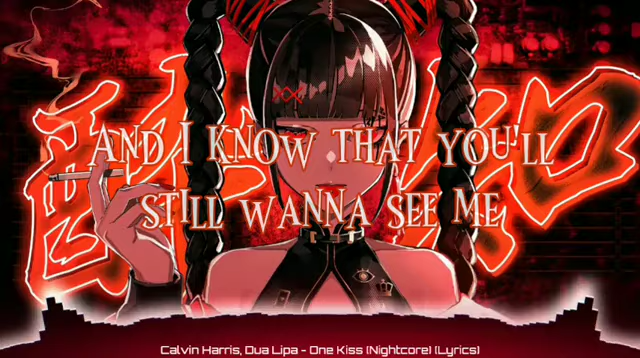 AND I KNOW THAT YOU'LL
STILL WANNA SEE ME
Calvin Harris, Dua Lipa - One Kiss (Nightcore) (Lyrics)